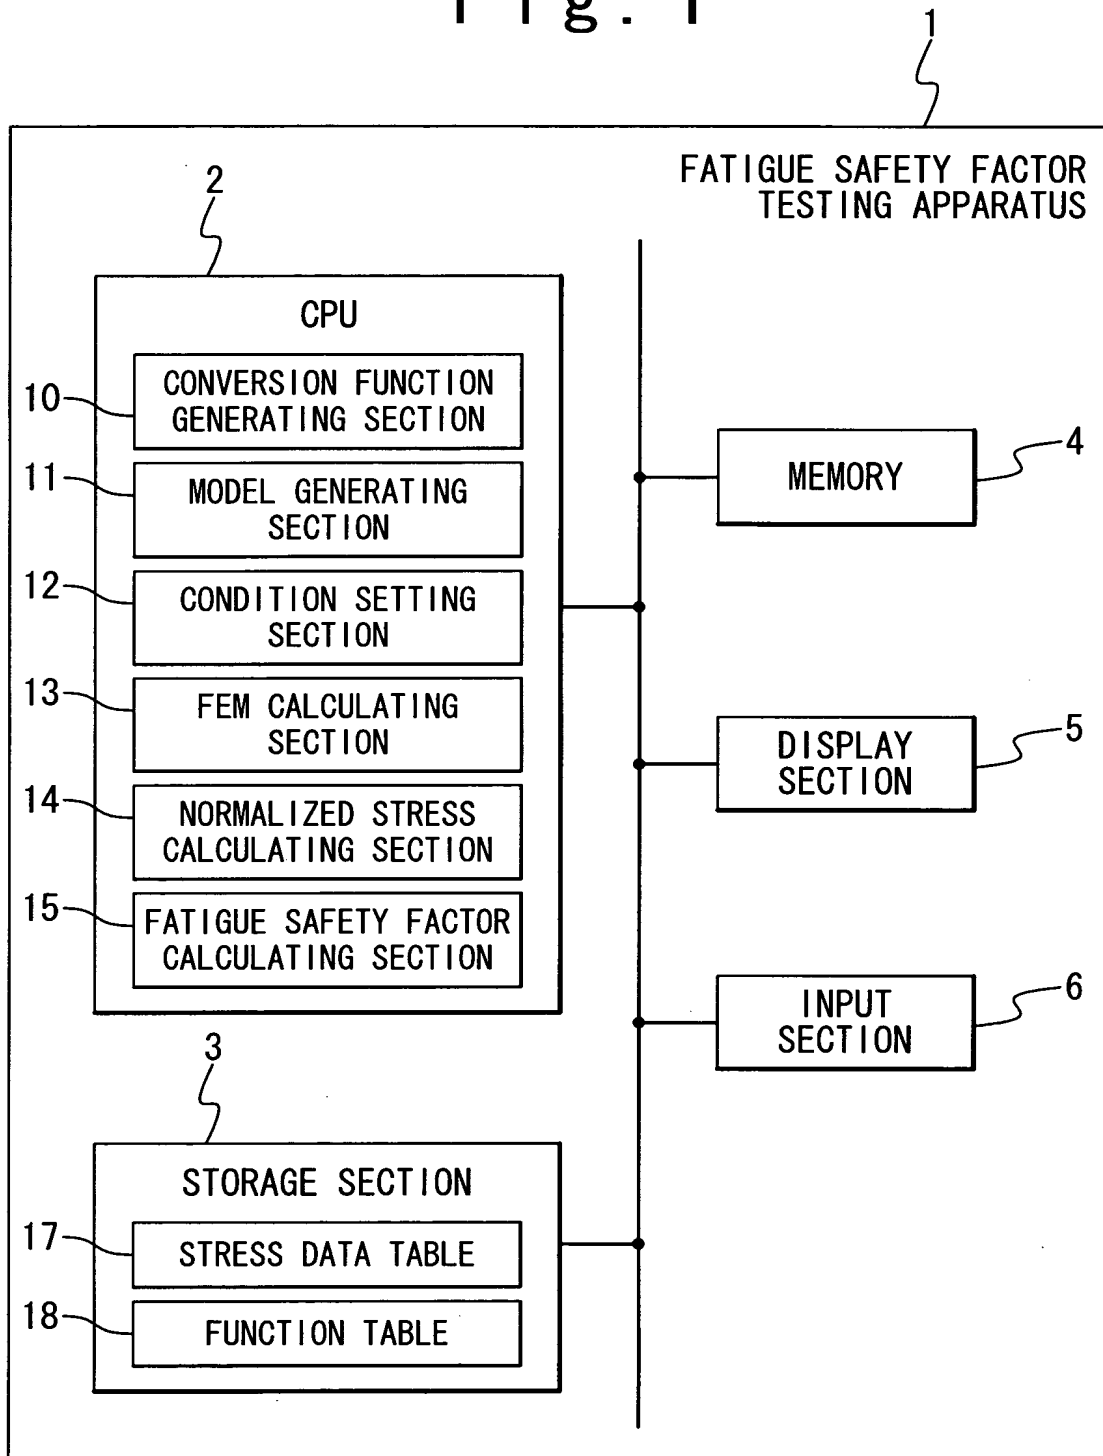 Fig. 1
1
FATIGUE SAFETY FACTOR
TESTING APPARATUS
2
CPU
10
CONVERSION FUNCTION
GENERATING SECTION
11
MODEL GENERATING
SECTION
12
CONDITION SETTING
SECTION
13
FEM CALCULATING
SECTION
14
NORMALIZED STRESS
CALCULATING SECTION
15
FATIGUE SAFETY FACTOR
CALCULATING SECTION
3
STORAGE SECTION
17
STRESS DATA TABLE
18
FUNCTION TABLE
MEMORY
4
DISPLAY
SECTION
5
INPUT
SECTION
6